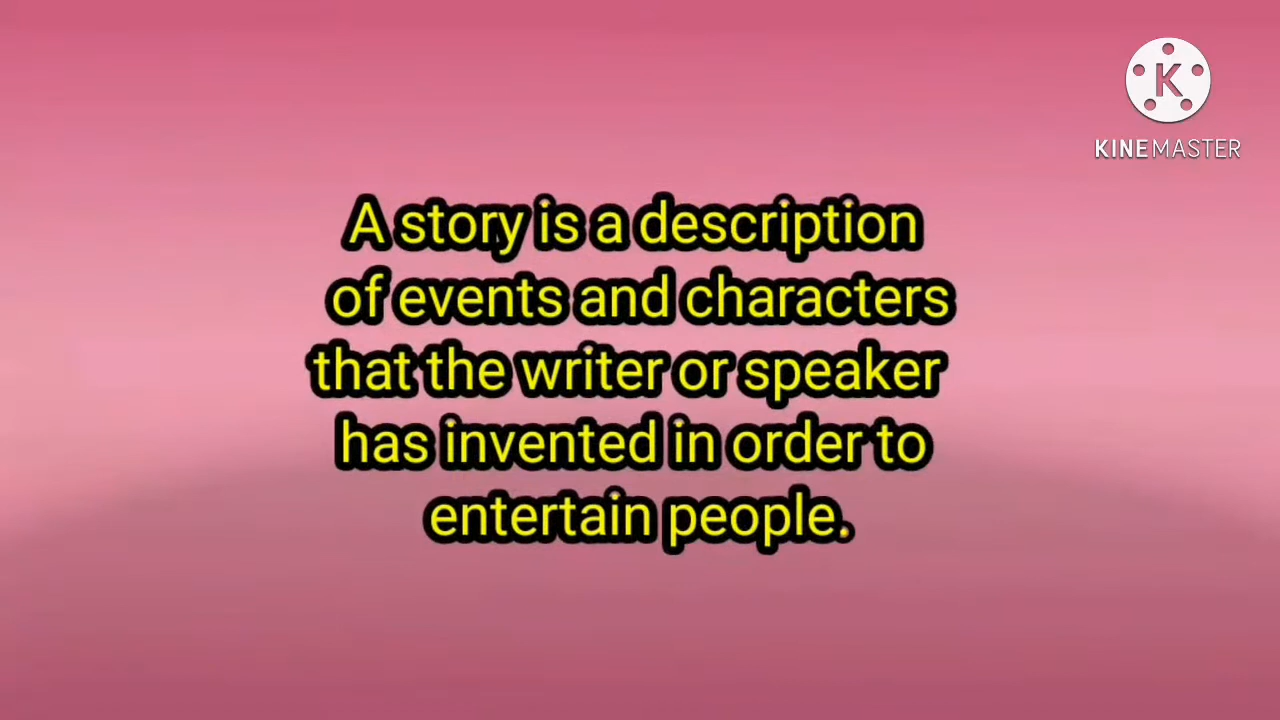 K
KINEMASTER
A story is a description
of events and characters
that the writer or speaker
has invented in order to
entertain people.